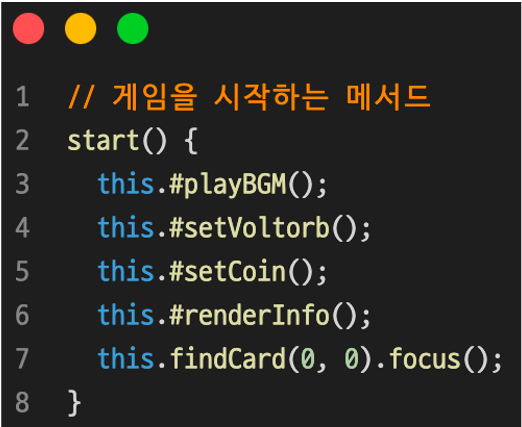 1 // 게임을 시작하는 메서드
2 start() {
3   this.#playBGM();
4   this.#setVoltorb();
5   this.#setCoin();
6   this.#renderInfo();
7   this.findCard(0, 0).focus();
8 }